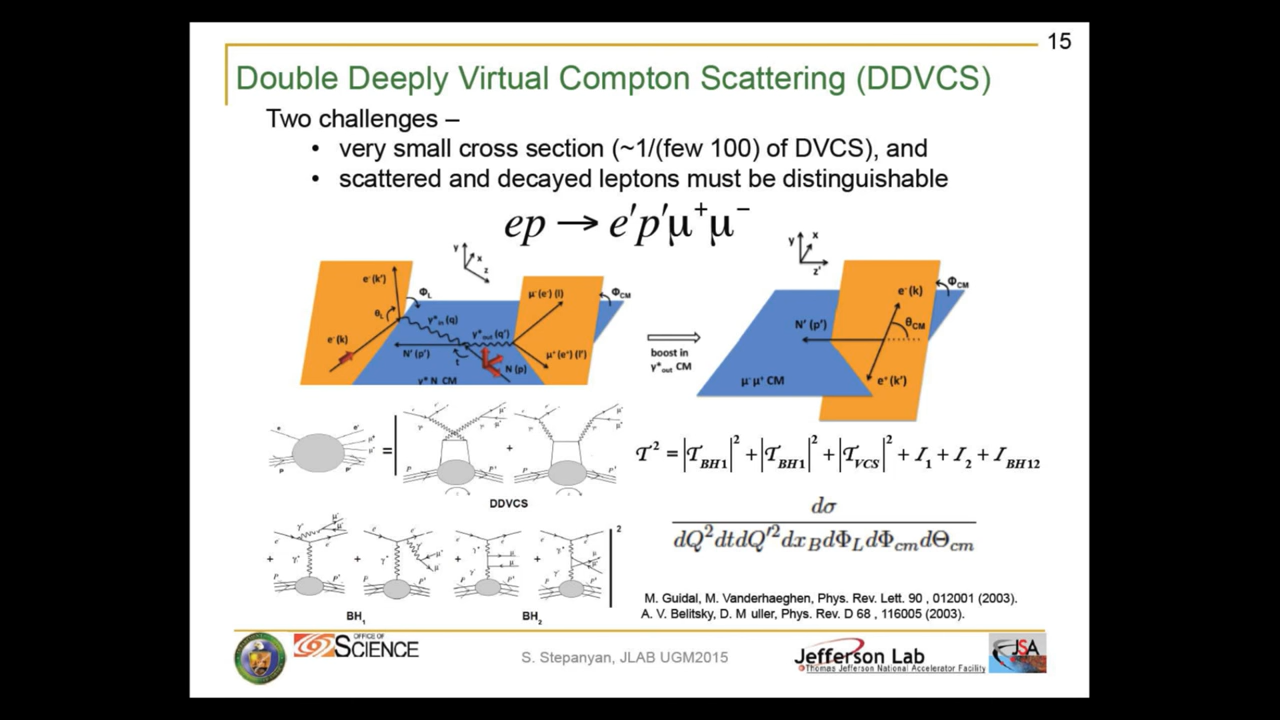 15
Double Deeply Virtual Compton Scattering (DDVCS)
Two challenges –
• very small cross section (~1/(few 100) of DVCS), and
• scattered and decayed leptons must be distinguishable
ep → e′p′μ⁺μ⁻
y x z
e⁻(k′)
Φ_L
θ_L
γ*_in (q)
γ*_out (q′)
μ⁻(e⁻) (l)
Φ_CM
e⁻(k)
N′ (p′)
t
N (p)
μ⁺(e⁺) (l′)
γ* N CM
boost in
γ*_out CM
y x z′
e⁻(k)
Φ_CM
N′ (p′)
θ_CM
μ⁻μ⁺ CM
e⁺(k′)
=
+
DDVCS
𝒯² = |𝒯_BH1|² + |𝒯_BH1|² + |𝒯_VCS|² + I_1 + I_2 + I_BH12
dσ
dQ²dtdQ′²dx_BdΦ_LdΦ_cmdΘ_cm
+ + + + 2
BH₁ BH₂
M. Guidal, M. Vanderhaeghen, Phys. Rev. Lett. 90 , 012001 (2003).
A. V. Belitsky, D. M uller, Phys. Rev. D 68 , 116005 (2003).
OFFICE OF
SCIENCE
S. Stepanyan, JLAB UGM2015
Jefferson Lab
Thomas Jefferson National Accelerator Facility
JSA